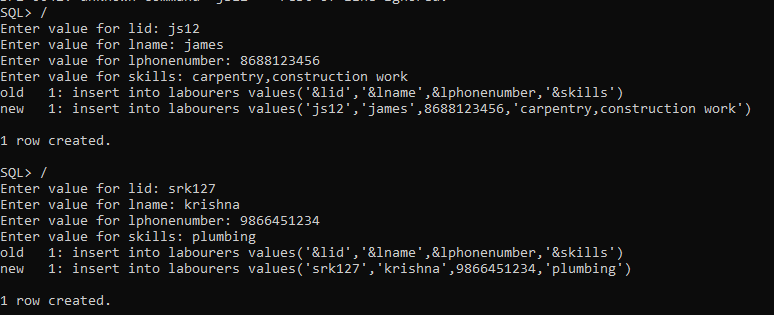 SQL> /
Enter value for lid: js12
Enter value for lname: james
Enter value for lphonenumber: 8688123456
Enter value for skills: carpentry,construction work
old   1: insert into labourers values('&lid','&lname',&lphonenumber,'&skills')
new   1: insert into labourers values('js12','james',8688123456,'carpentry,construction work')
1 row created.
SQL> /
Enter value for lid: srk127
Enter value for lname: krishna
Enter value for lphonenumber: 9866451234
Enter value for skills: plumbing
old   1: insert into labourers values('&lid','&lname',&lphonenumber,'&skills')
new   1: insert into labourers values('srk127','krishna',9866451234,'plumbing')
1 row created.